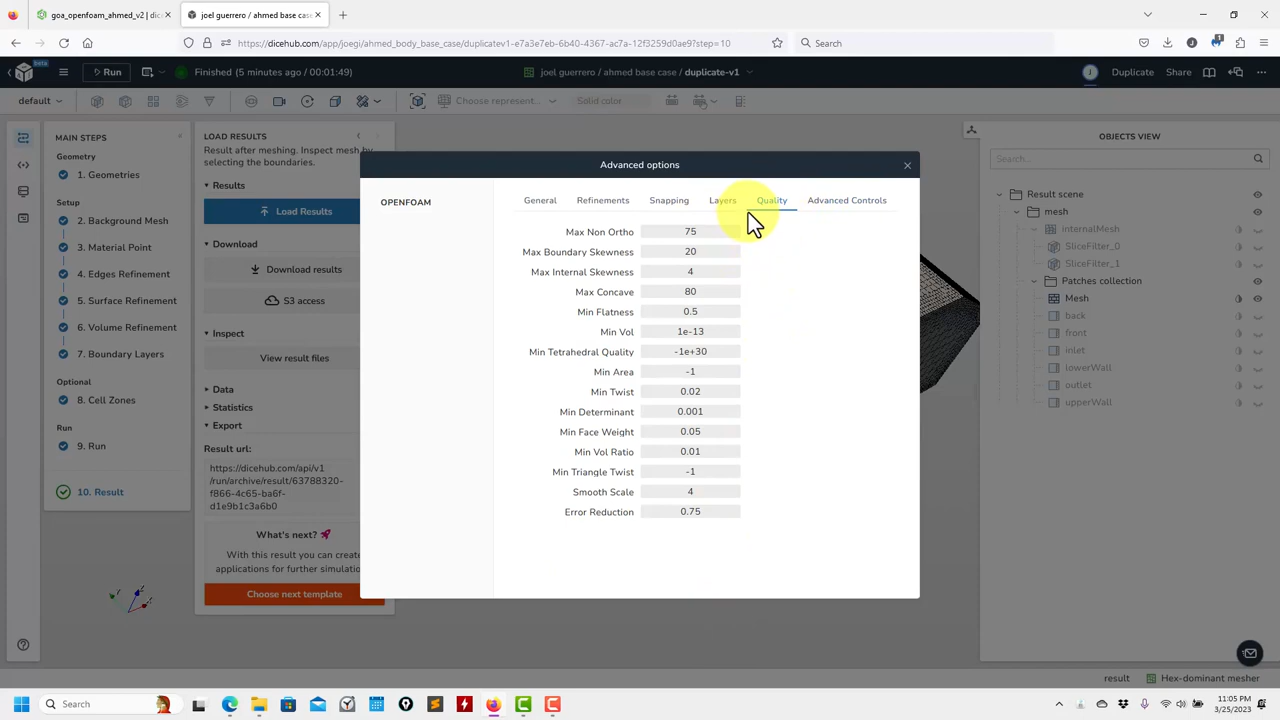 goa_openfoam_ahmed_v2 | dice
joel guerrero / ahmed base case
https://dicehub.com/app/joegi/ahmed_body_base_case/duplicatev1e7a3e7eb-6b40-4367-ac7a-12f3259d0ae9?step=10
Search
beta
Run
Finished (5 minutes ago / 00:01:49)
joel guerrero / ahmed base case / duplicate-v1
J
Duplicate
Share
default
Choose represent...
Solid color
MAIN STEPS
Geometry
1. Geometries
Setup
2. Background Mesh
3. Material Point
4. Edges Refinement
5. Surface Refinement
6. Volume Refinement
7. Boundary Layers
Optional
8. Cell Zones
Run
9. Run
10. Result
LOAD RESULTS
Result after meshing. Inspect mesh by
selecting the boundaries.
Results
Load Results
Download
Download results
S3 access
Inspect
View result files
Data
Statistics
Export
Result url:
https://dicehub.com/api/v1
/run/archive/result/63788320-
f866-4c65-ba6f-
d1e9b1c3a6b0
What's next?
With this result you can create
applications for further simulation
Choose next template
Advanced options
OPENFOAM
General
Refinements
Snapping
Layers
Quality
Advanced Controls
Max Non Ortho 75
Max Boundary Skewness 20
Max Internal Skewness 4
Max Concave 80
Min Flatness 0.5
Min Vol 1e-13
Min Tetrahedral Quality -1e+30
Min Area -1
Min Twist 0.02
Min Determinant 0.001
Min Face Weight 0.05
Min Vol Ratio 0.01
Min Triangle Twist -1
Smooth Scale 4
Error Reduction 0.75
OBJECTS VIEW
Search...
Result scene
mesh
internalMesh
SliceFilter_0
SliceFilter_1
Patches collection
Mesh
back
front
inlet
lowerWall
outlet
upperWall
result
Hex-dominant mesher
Search
11:05 PM
3/25/2023